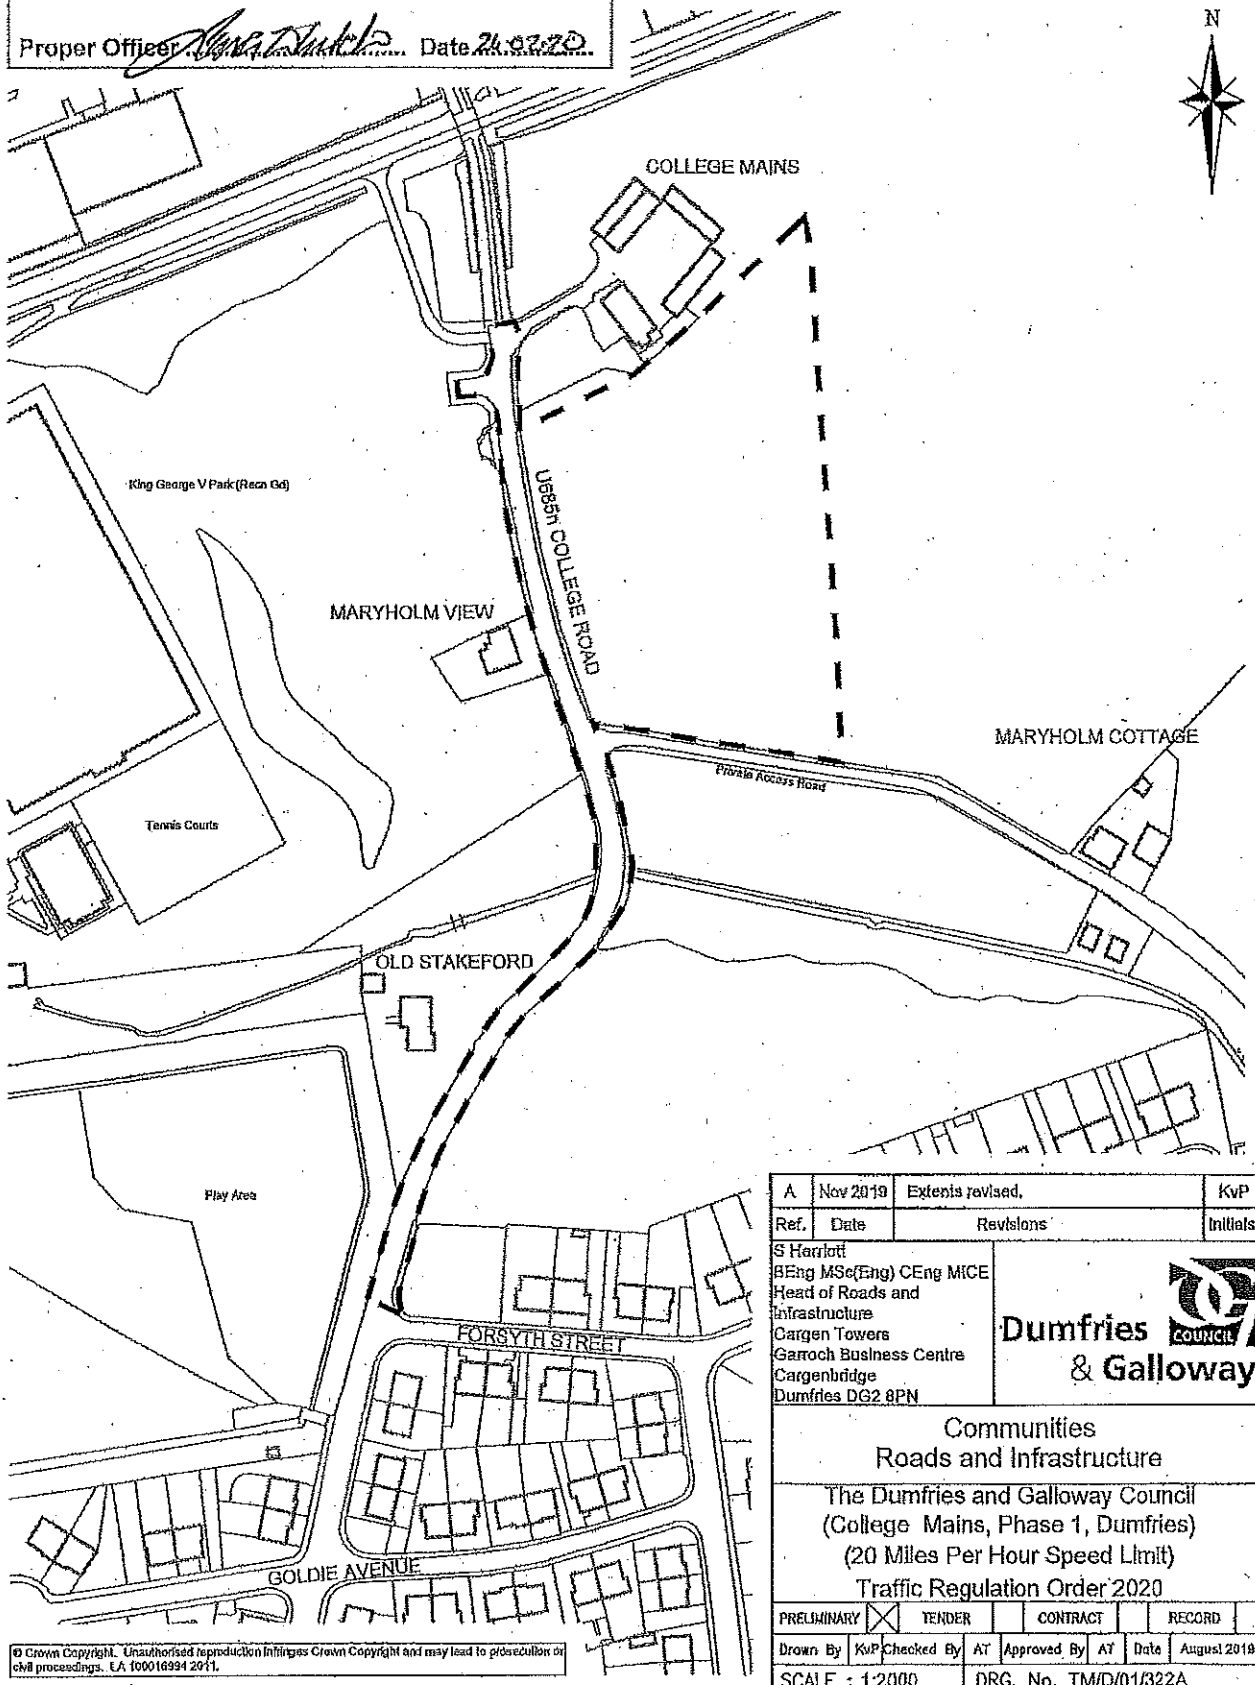 Proper Officer Date 26.02.20
N
COLLEGE MAINS
King George V Park (Recn Gd)
U685n COLLEGE ROAD
MARYHOLM VIEW
MARYHOLM COTTAGE
Private Access Road
Tennis Courts
OLD STAKEFORD
Play Area
FORSYTH STREET
GOLDIE AVENUE
A Nov 2019 Extents revised. KvP
Ref. Date Revisions Initials
S Harriott
BEng MSc(Eng) CEng MICE
Head of Roads and
Infrastructure
Cargen Towers
Garroch Business Centre
Cargenbridge
Dumfries DG2 8PN
Dumfries
COUNCIL
& Galloway
Communities
Roads and Infrastructure
The Dumfries and Galloway Council
(College Mains, Phase 1, Dumfries)
(20 Miles Per Hour Speed Limit)
Traffic Regulation Order 2020
PRELIMINARY TENDER CONTRACT RECORD
Drawn By KvP Checked By AT Approved By AT Date August 2019
SCALE : 1:2000 DRG. No. TM/D/01/322A
© Crown Copyright. Unauthorised reproduction infringes Crown Copyright and may lead to prosecution or
civil proceedings. LA 100016994 2011.